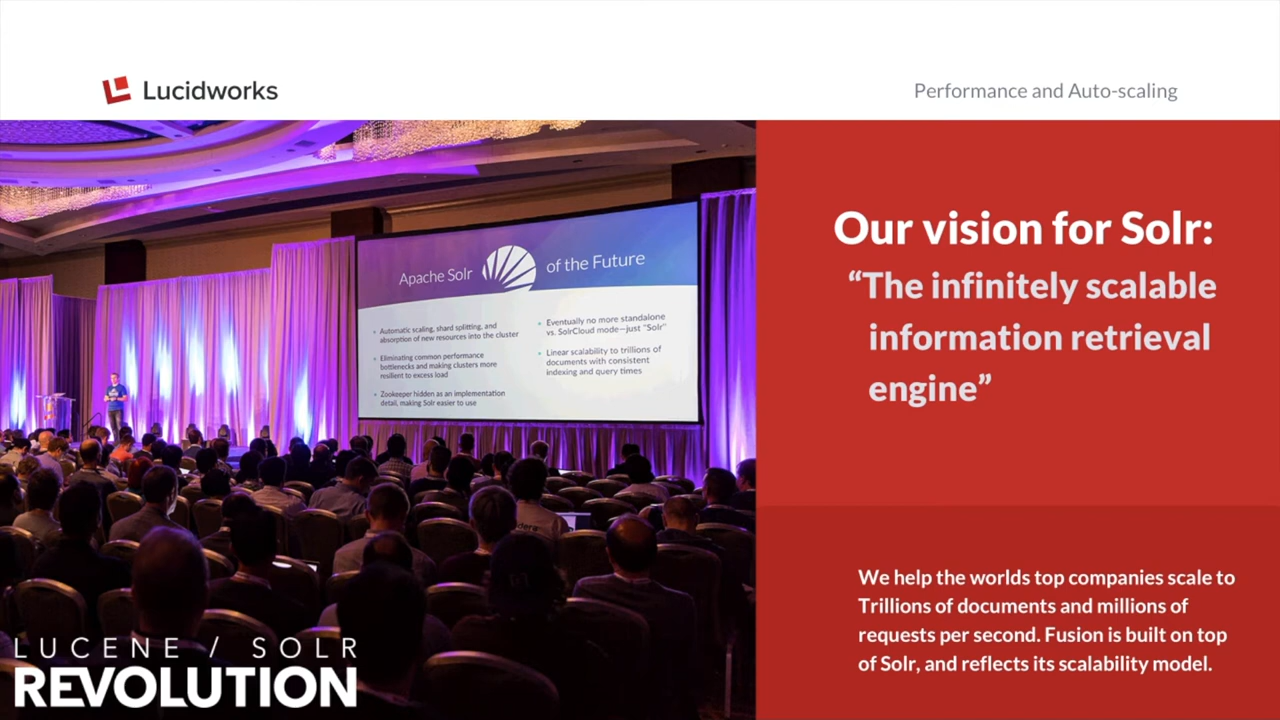 Lucidworks
Performance and Auto-scaling
Apache Solr of the Future
Automatic scaling, shard splitting, and
absorption of new resources into the cluster
Eliminating common performance
bottlenecks and making clusters more
resilient to excess load
Zookeeper hidden as an implementation
detail, making Solr easier to use
Eventually no more standalone
vs. SolrCloud mode—just "Solr"
Linear scalability to trillions of
documents with consistent
indexing and query times
LUCENE / SOLR
REVOLUTION
Our vision for Solr:
“The infinitely scalable
information retrieval
engine”
We help the worlds top companies scale to
Trillions of documents and millions of
requests per second. Fusion is built on top
of Solr, and reflects its scalability model.